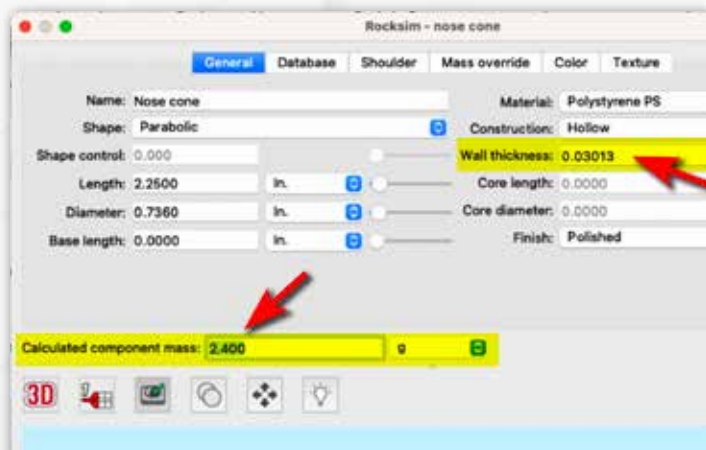 Rocksim - nose cone
General Database Shoulder Mass override Color Texture
Name: Nose cone Material: Polystyrene PS
Shape: Parabolic Construction: Hollow
Shape control: 0.000 Wall thickness: 0.03013
Length: 2.2500 In. Core length: 0.0000
Diameter: 0.7360 In. Core diameter: 0.0000
Base length: 0.0000 In. Finish: Polished
Calculated component mass: 2.400 g
3D